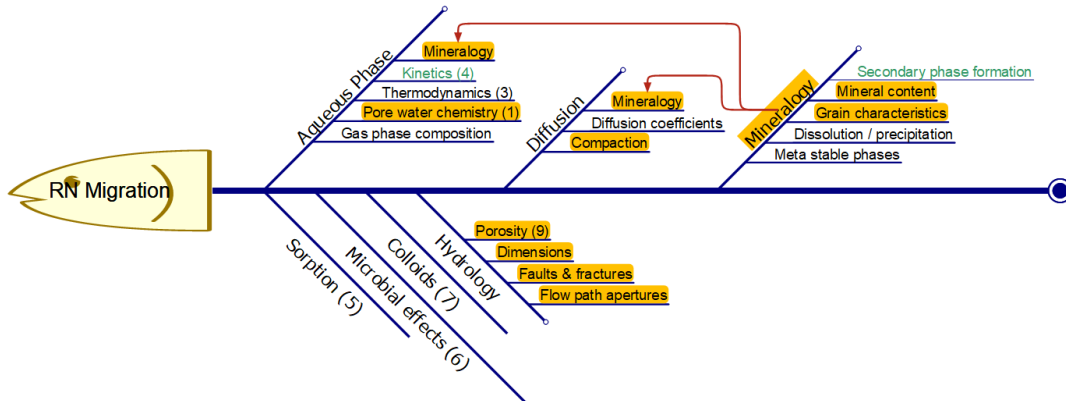 RN Migration
Aqueous Phase
Mineralogy
Kinetics (4)
Thermodynamics (3)
Pore water chemistry (1)
Gas phase composition
Diffusion
Mineralogy
Diffusion coefficients
Compaction
Mineralogy
Secondary phase formation
Mineral content
Grain characteristics
Dissolution / precipitation
Meta stable phases
Sorption (5)
Microbial effects (6)
Colloids (7)
Hydrology
Porosity (9)
Dimensions
Faults & fractures
Flow path apertures